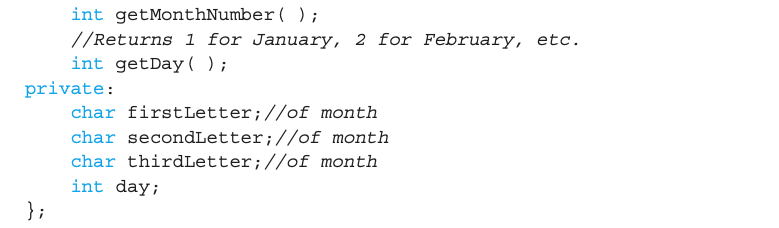 int getMonthNumber( );
//Returns 1 for January, 2 for February, etc.
int getDay( );
private:
char firstLetter;//of month
char secondLetter;//of month
char thirdLetter;//of month
int day;
};